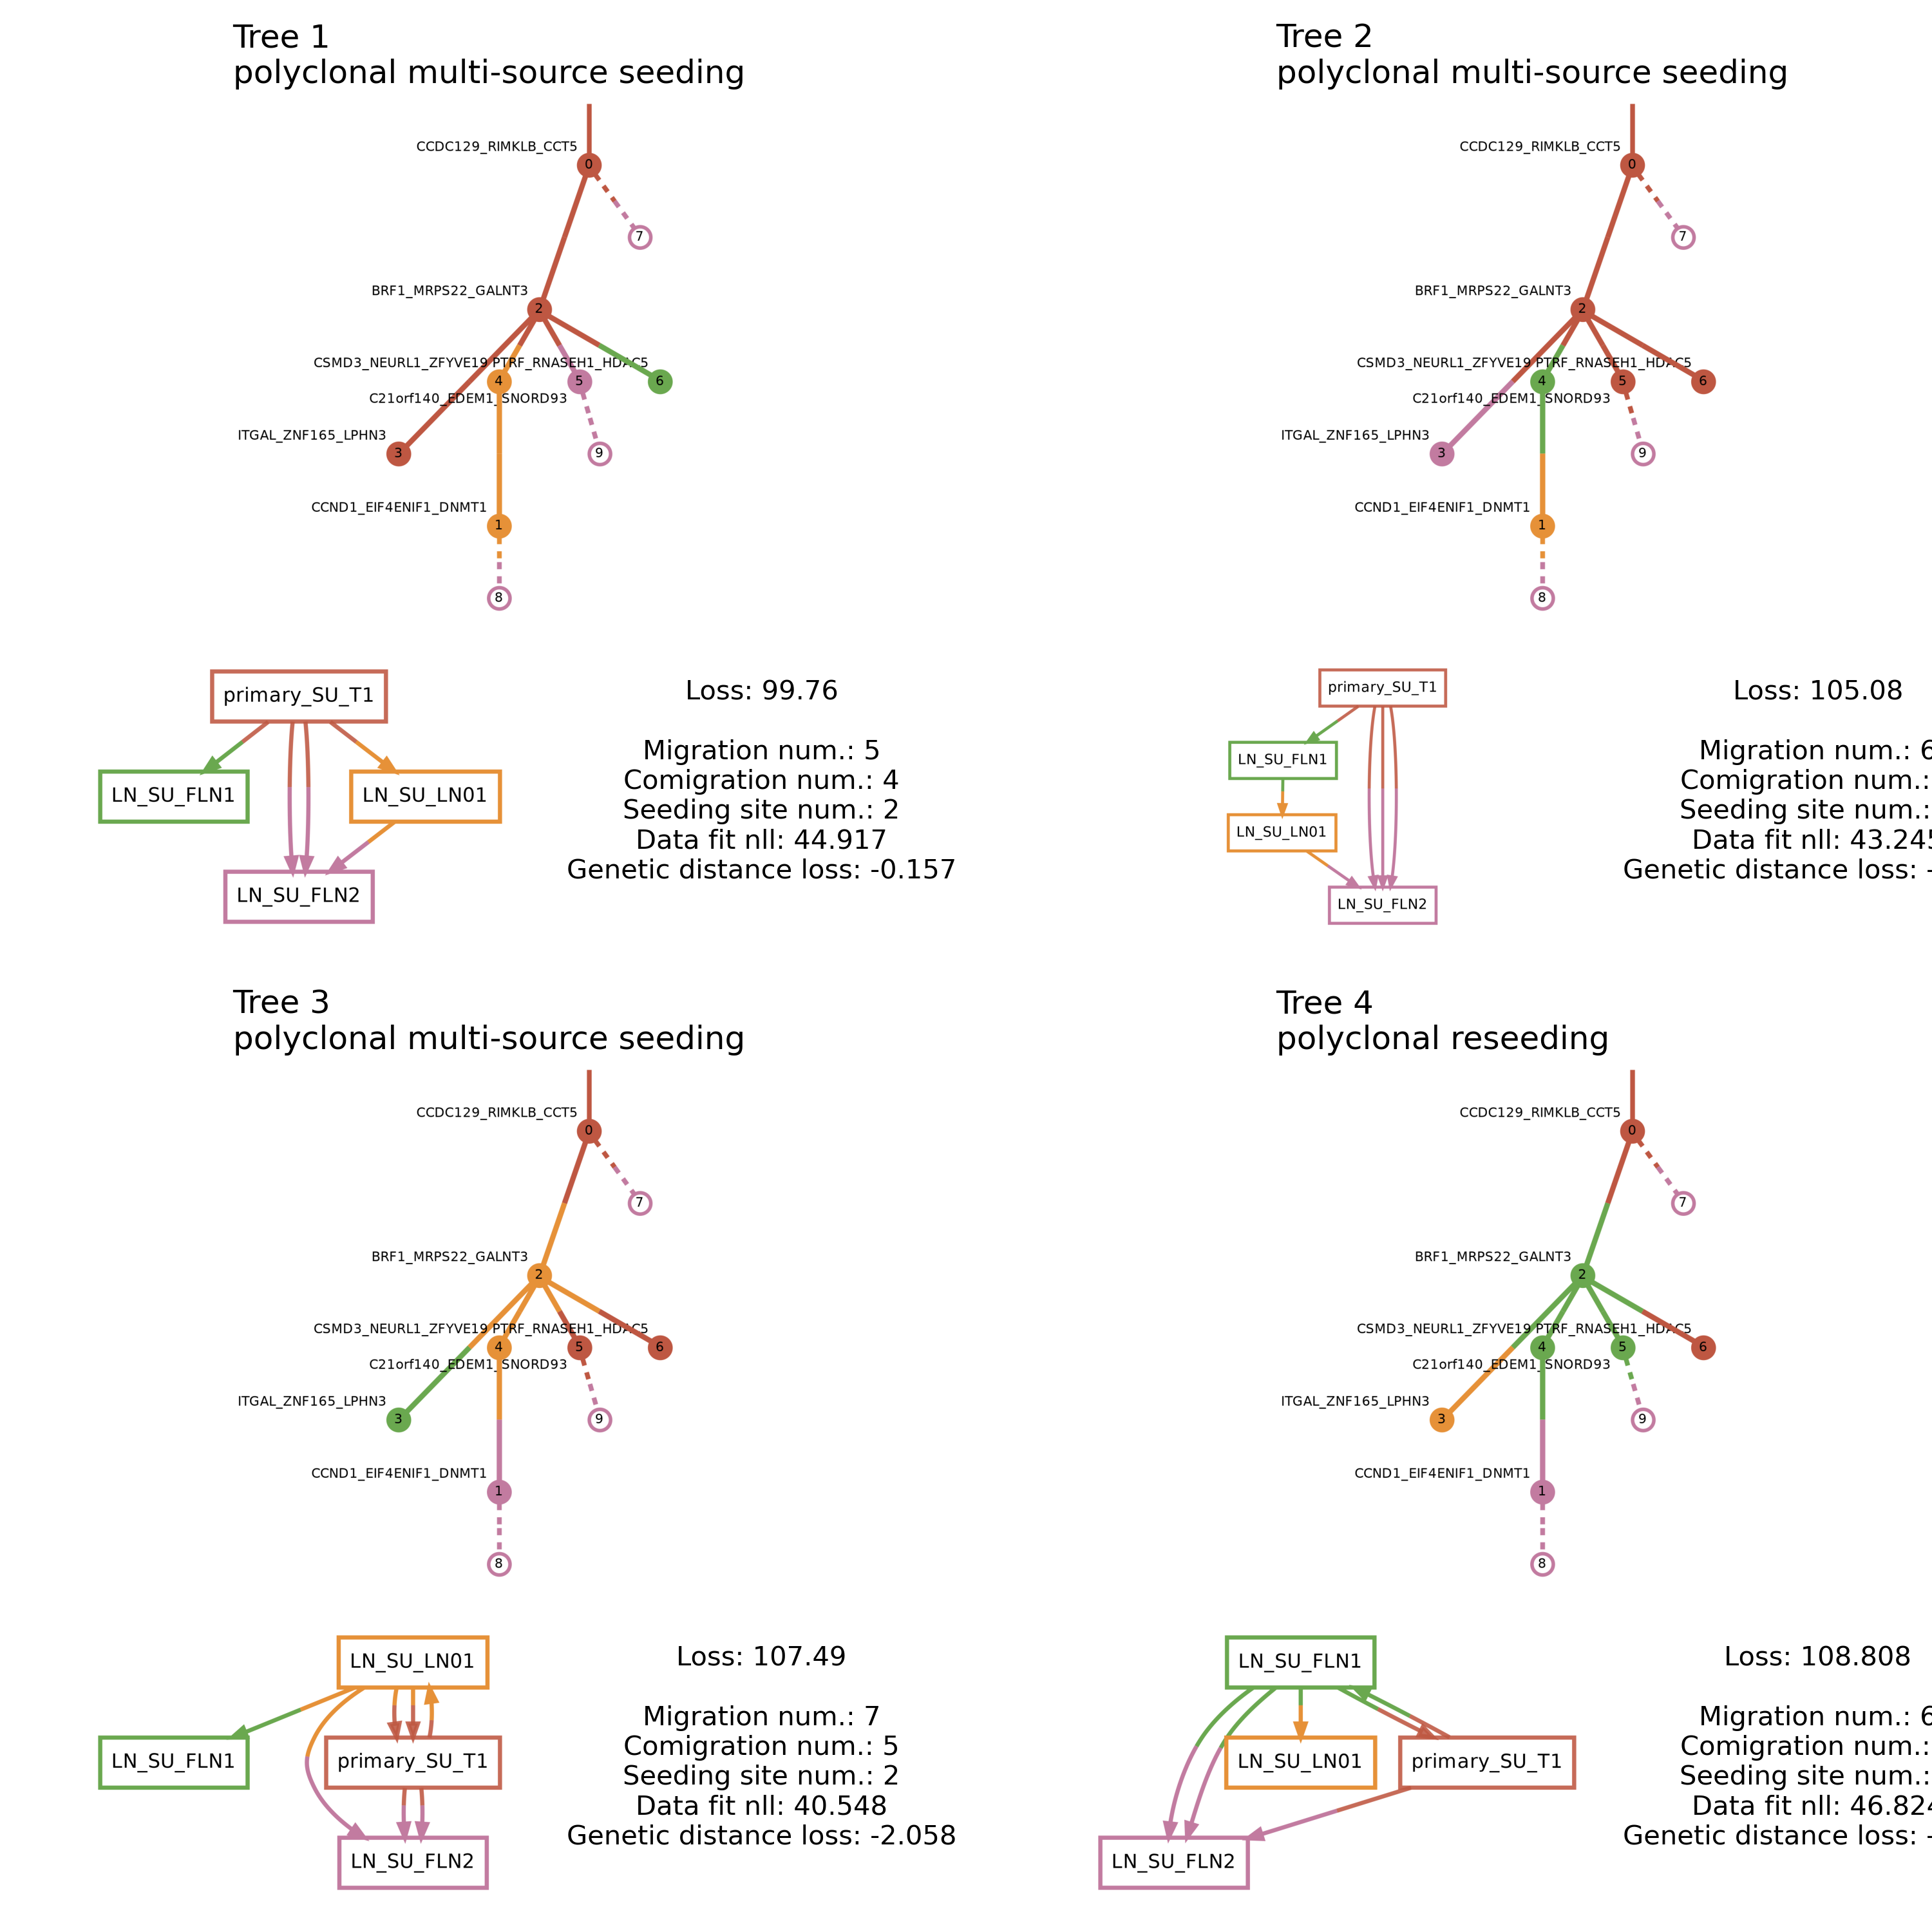 Tree 1
polyclonal multi-source seeding
CCDC129_RIMKLB_CCT5
0
7
BRF1_MRPS22_GALNT3
2
CSMD3_NEURL1_ZFYVE19
PTRF_RNASEH1_HDAC5
4
5
6
C21orf140_EDEM1_SNORD93
ITGAL_ZNF165_LPHN3
3
9
CCND1_EIF4ENIF1_DNMT1
1
8
primary_SU_T1
LN_SU_FLN1
LN_SU_LN01
LN_SU_FLN2
Loss: 99.76
Migration num.: 5
Comigration num.: 4
Seeding site num.: 2
Data fit nll: 44.917
Genetic distance loss: -0.157
Tree 2
polyclonal multi-source seeding
CCDC129_RIMKLB_CCT5
0
7
BRF1_MRPS22_GALNT3
2
CSMD3_NEURL1_ZFYVE19
PTRF_RNASEH1_HDAC5
4
5
6
C21orf140_EDEM1_SNORD93
ITGAL_ZNF165_LPHN3
3
9
CCND1_EIF4ENIF1_DNMT1
1
8
primary_SU_T1
LN_SU_FLN1
LN_SU_LN01
LN_SU_FLN2
Loss: 105.08
Migration num.: 6
Comigration num.:
Seeding site num.:
Data fit nll: 43.245
Genetic distance loss: -
Tree 3
polyclonal multi-source seeding
CCDC129_RIMKLB_CCT5
0
7
BRF1_MRPS22_GALNT3
2
CSMD3_NEURL1_ZFYVE19
PTRF_RNASEH1_HDAC5
4
5
6
C21orf140_EDEM1_SNORD93
ITGAL_ZNF165_LPHN3
3
9
CCND1_EIF4ENIF1_DNMT1
1
8
LN_SU_LN01
LN_SU_FLN1
primary_SU_T1
LN_SU_FLN2
Loss: 107.49
Migration num.: 7
Comigration num.: 5
Seeding site num.: 2
Data fit nll: 40.548
Genetic distance loss: -2.058
Tree 4
polyclonal reseeding
CCDC129_RIMKLB_CCT5
0
7
BRF1_MRPS22_GALNT3
2
CSMD3_NEURL1_ZFYVE19
PTRF_RNASEH1_HDAC5
4
5
6
C21orf140_EDEM1_SNORD93
ITGAL_ZNF165_LPHN3
3
9
CCND1_EIF4ENIF1_DNMT1
1
8
LN_SU_FLN1
LN_SU_LN01
primary_SU_T1
LN_SU_FLN2
Loss: 108.808
Migration num.: 6
Comigration num.:
Seeding site num.:
Data fit nll: 46.824
Genetic distance loss: -